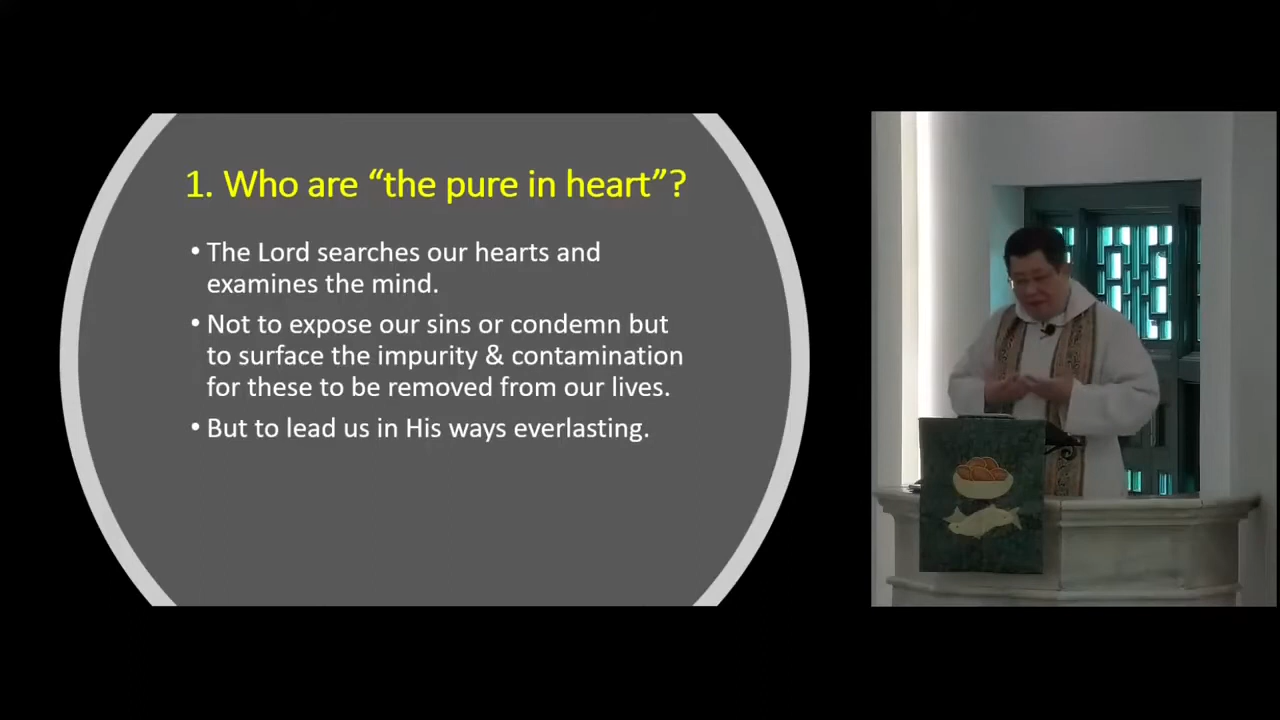 1. Who are “the pure in heart”?
• The Lord searches our hearts and
examines the mind.
• Not to expose our sins or condemn but
to surface the impurity & contamination
for these to be removed from our lives.
• But to lead us in His ways everlasting.